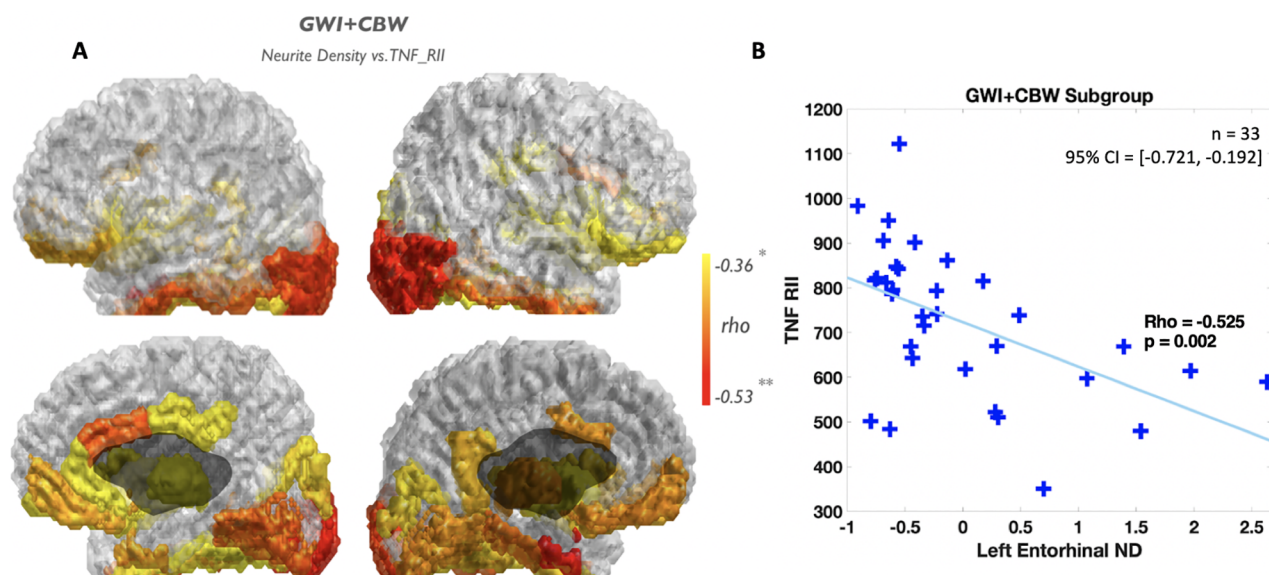 GWI+CBW
A
Neurite Density vs.TNF_RII
-0.36 *
rho
-0.53 **
B
GWI+CBW Subgroup
n = 33
95% CI = [-0.721, -0.192]
Rho = -0.525
p = 0.002
TNF RII
1200
1100
1000
900
800
700
600
500
400
300
-1 -0.5 0 0.5 1 1.5 2 2.5
Left Entorhinal ND